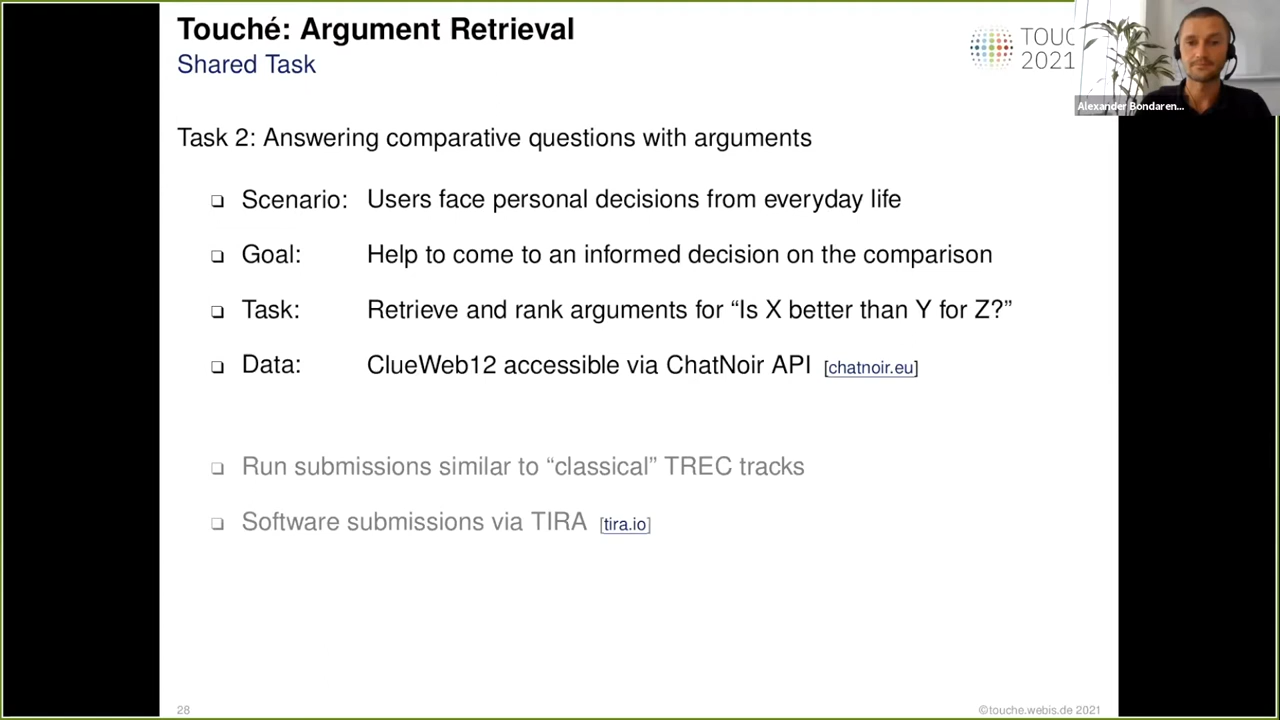 Touché: Argument Retrieval
Shared Task
TOUC
2021
Alexander Bondaren...
Task 2: Answering comparative questions with arguments
❏ Scenario: Users face personal decisions from everyday life
❏ Goal: Help to come to an informed decision on the comparison
❏ Task: Retrieve and rank arguments for “Is X better than Y for Z?”
❏ Data: ClueWeb12 accessible via ChatNoir API [chatnoir.eu]
❏ Run submissions similar to “classical” TREC tracks
❏ Software submissions via TIRA [tira.io]
28
©touche.webis.de 2021